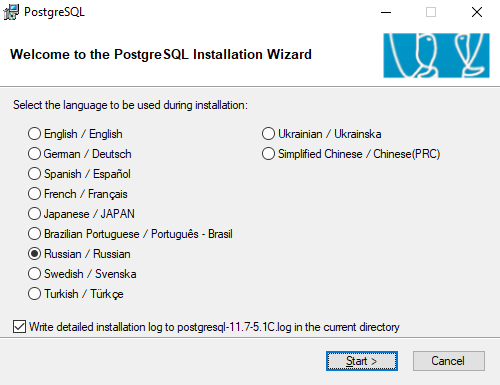 PostgreSQL
Welcome to the PostgreSQL Installation Wizard
Select the language to be used during installation:
English / English
German / Deutsch
Spanish / Español
French / Français
Japanese / JAPAN
Brazilian Portuguese / Português - Brasil
Russian / Russian
Swedish / Svenska
Turkish / Türkçe
Ukrainian / Ukrainska
Simplified Chinese / Chinese(PRC)
Write detailed installation log to postgresql-11.7-5.1C.log in the current directory
Start >
Cancel